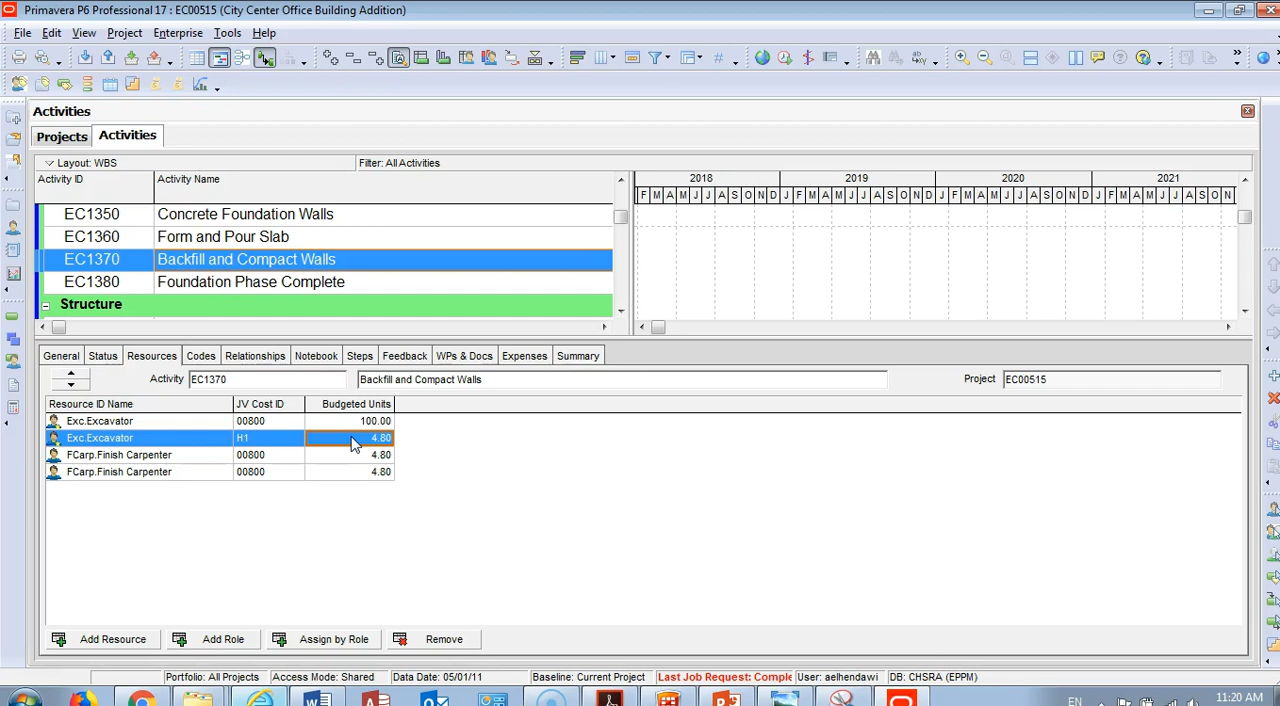 Primavera P6 Professional 17 : EC00515 (City Center Office Building Addition)
File Edit View Project Enterprise Tools Help
Activities
Projects Activities
Layout: WBS Filter: All Activities
Activity ID Activity Name 2018 2019 2020 2021
F M A M J J A S O N D J F M A M J J A S O N D J F M A M J J A S O N D J F M A M J J A S O N
EC1350 Concrete Foundation Walls
EC1360 Form and Pour Slab
EC1370 Backfill and Compact Walls
EC1380 Foundation Phase Complete
Structure
General Status Resources Codes Relationships Notebook Steps Feedback WPs & Docs Expenses Summary
Activity EC1370 Backfill and Compact Walls Project EC00515
Resource ID Name JV Cost ID Budgeted Units
Exc.Excavator 00800 100.00
Exc.Excavator H1 4.80
FCarp.Finish Carpenter 00800 4.80
FCarp.Finish Carpenter 00800 4.80
Add Resource Add Role Assign by Role Remove
Portfolio: All Projects Access Mode: Shared Data Date: 05/01/11 Baseline: Current Project Last Job Request: Comple User: aelhendawi DB: CHSRA (EPPM)
EN 11:20 AM